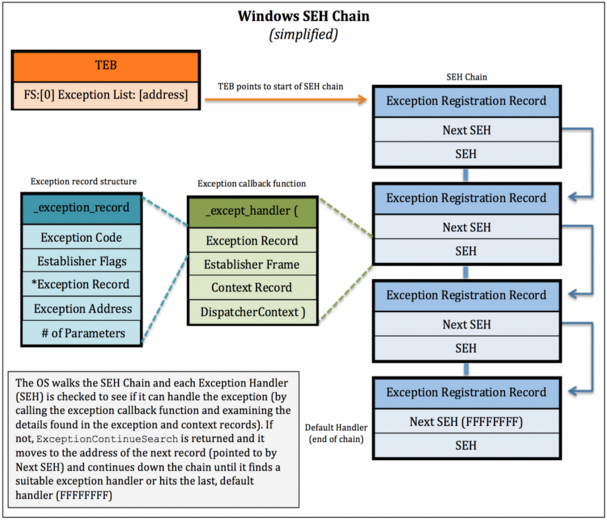 Windows SEH Chain
(simplified)
TEB
FS:[0] Exception List: [address]
TEB points to start of SEH chain
SEH Chain
Exception Registration Record
Next SEH
SEH
Exception record structure
_exception_record
Exception Code
Establisher Flags
*Exception Record
Exception Address
# of Parameters
Exception callback function
_except_handler (
Exception Record
Establisher Frame
Context Record
DispatcherContext )
Exception Registration Record
Next SEH
SEH
Exception Registration Record
Next SEH
SEH
Default Handler
(end of chain)
Exception Registration Record
Next SEH (FFFFFFFF)
SEH
The OS walks the SEH Chain and each Exception Handler
(SEH) is checked to see if it can handle the exception (by
calling the exception callback function and examining the
details found in the exception and context records). If
not, ExceptionContinueSearch is returned and it
moves to the address of the next record (pointed to by
Next SEH) and continues down the chain until it finds a
suitable exception handler or hits the last, default
handler (FFFFFFFF)